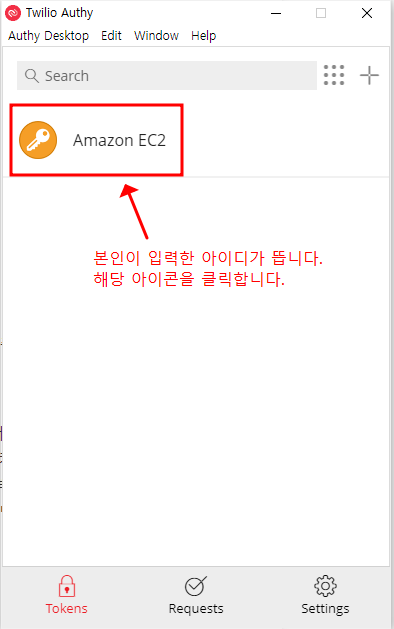 Twilio Authy
Authy Desktop Edit Window Help
Search
Amazon EC2
본인이 입력한 아이디가 뜹니다.
해당 아이콘을 클릭합니다.
Tokens Requests Settings